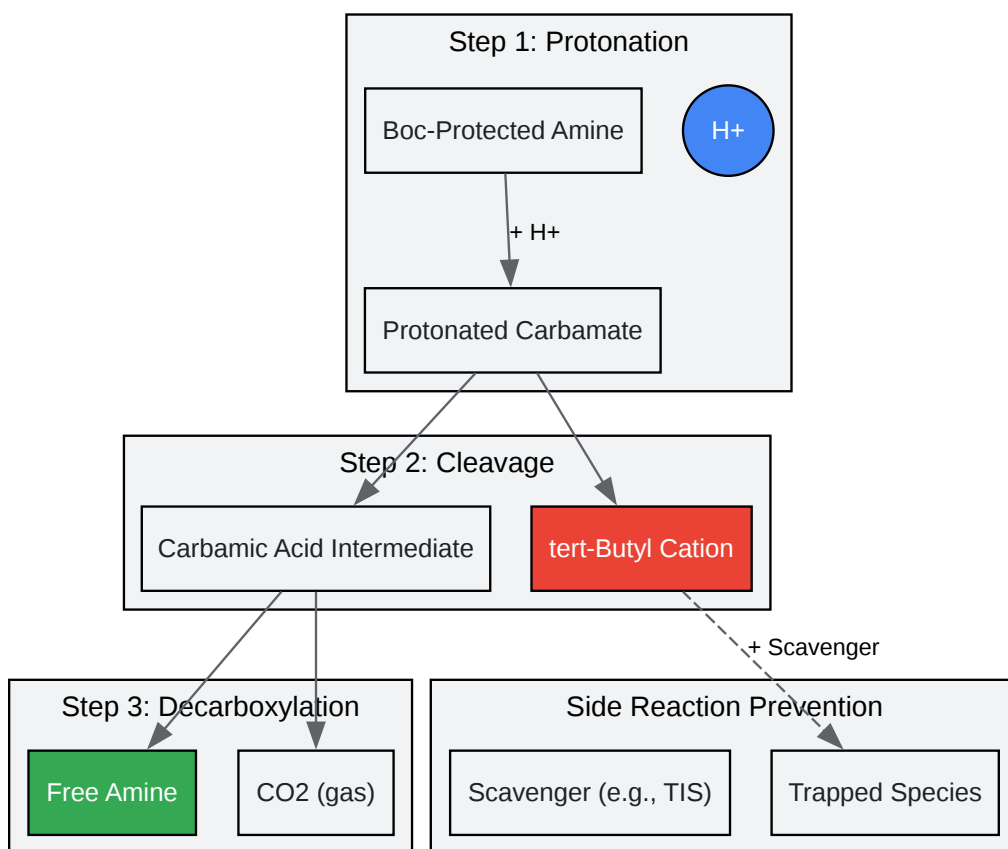 Step 1: Protonation
Boc-Protected Amine
H+
+ H+
Protonated Carbamate
Step 2: Cleavage
Carbamic Acid Intermediate
tert-Butyl Cation
+ Scavenger
Step 3: Decarboxylation
Free Amine
CO2 (gas)
Side Reaction Prevention
Scavenger (e.g., TIS)
Trapped Species